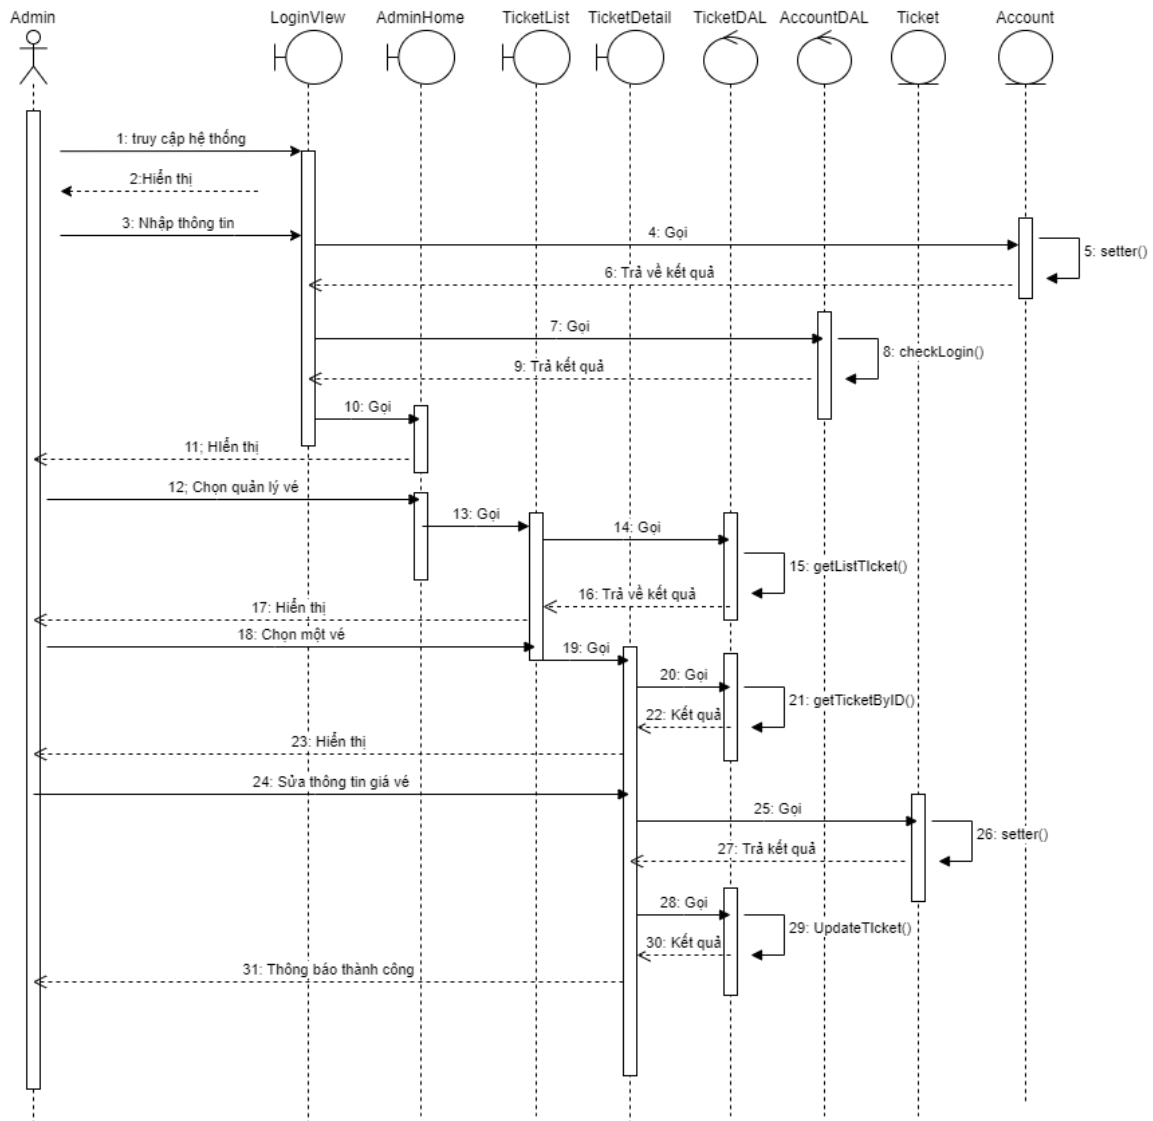 Admin
LoginVIew
AdminHome
TicketList
TicketDetail
TicketDAL
AccountDAL
Ticket
Account
1: truy cập hệ thống
2:Hiển thị
3: Nhập thông tin
4: Gọi
5: setter()
6: Trả về kết quả
7: Gọi
8: checkLogin()
9: Trả kết quả
10: Gọi
11; HIển thị
12; Chọn quản lý vé
13: Gọi
14: Gọi
15: getListTIcket()
16: Trả về kết quả
17: Hiển thị
18: Chọn một vé
19: Gọi
20: Gọi
21: getTicketByID()
22: Kết quả
23: Hiển thị
24: Sửa thông tin giá vé
25: Gọi
26: setter()
27: Trả kết quả
28: Gọi
29: UpdateTIcket()
30: Kết quả
31: Thông báo thành công